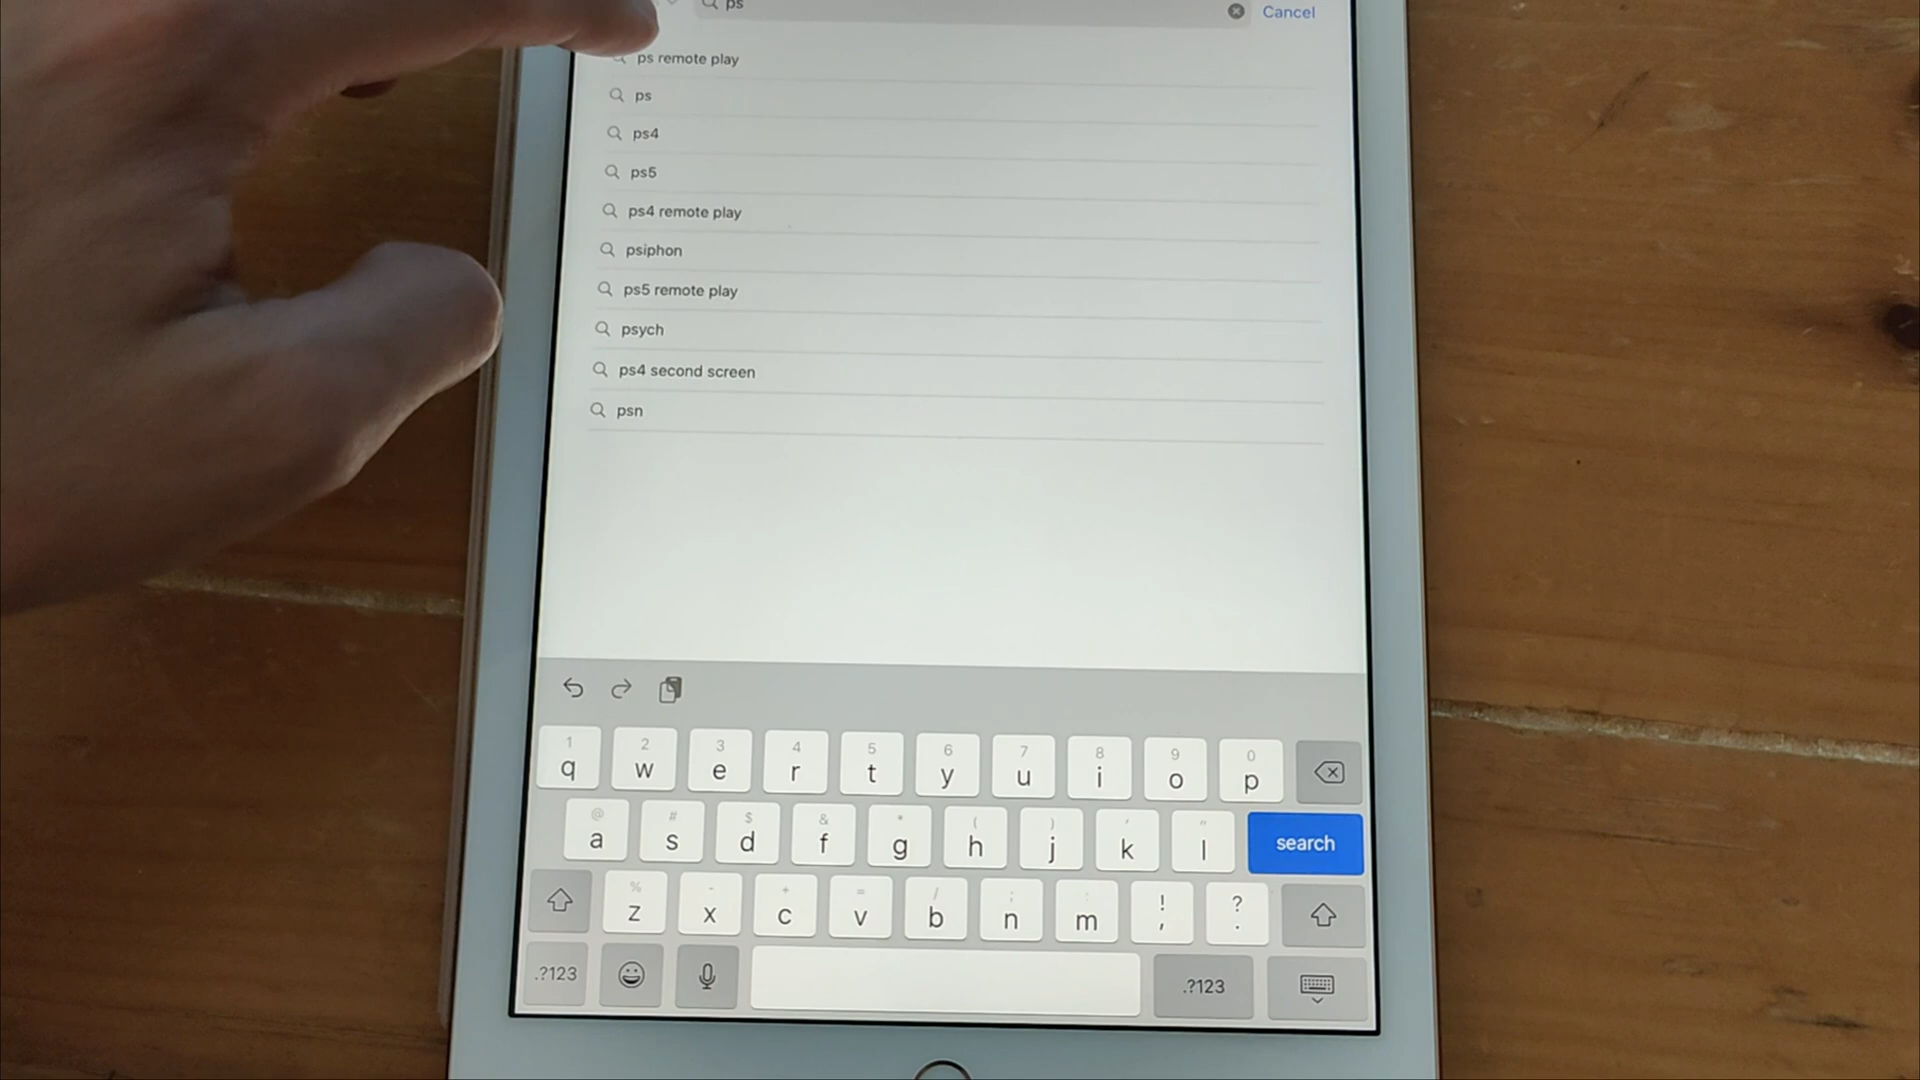 ps Cancel
ps remote play
ps
ps4
ps5
ps4 remote play
psiphon
ps5 remote play
psych
ps4 second screen
psn
1 2 3 4 5 6 7 8 9 0
q w e r t y u i o p
@ # $ & * ( ) ' "
a s d f g h j k l search
% - + = / ; : ! ?
z x c v b n m , .
.?123 .?123